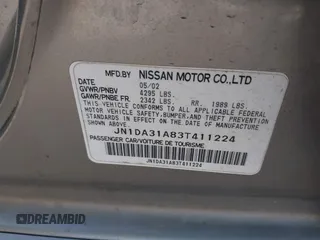 MFD.BY NISSAN MOTOR CO.,LTD
DATE 05/02
GVWR/PNBV 4295 LBS.
GAWR/PNBE FR. 2342 LBS. RR. 1989 LBS.
THIS VEHICLE CONFORMS TO ALL APPLICABLE FEDERAL
MOTOR VEHICLE SAFETY, BUMPER, AND THEFT PREVENTION
STANDARDS IN EFFECT ON THE DATE OF
MANUFACTURE SHOWN ABOVE.
JN1DA31A83T411224
PASSENGER CAR/VOITURE DE TOURISME
JN1DA31A83T411224
DREAMBID